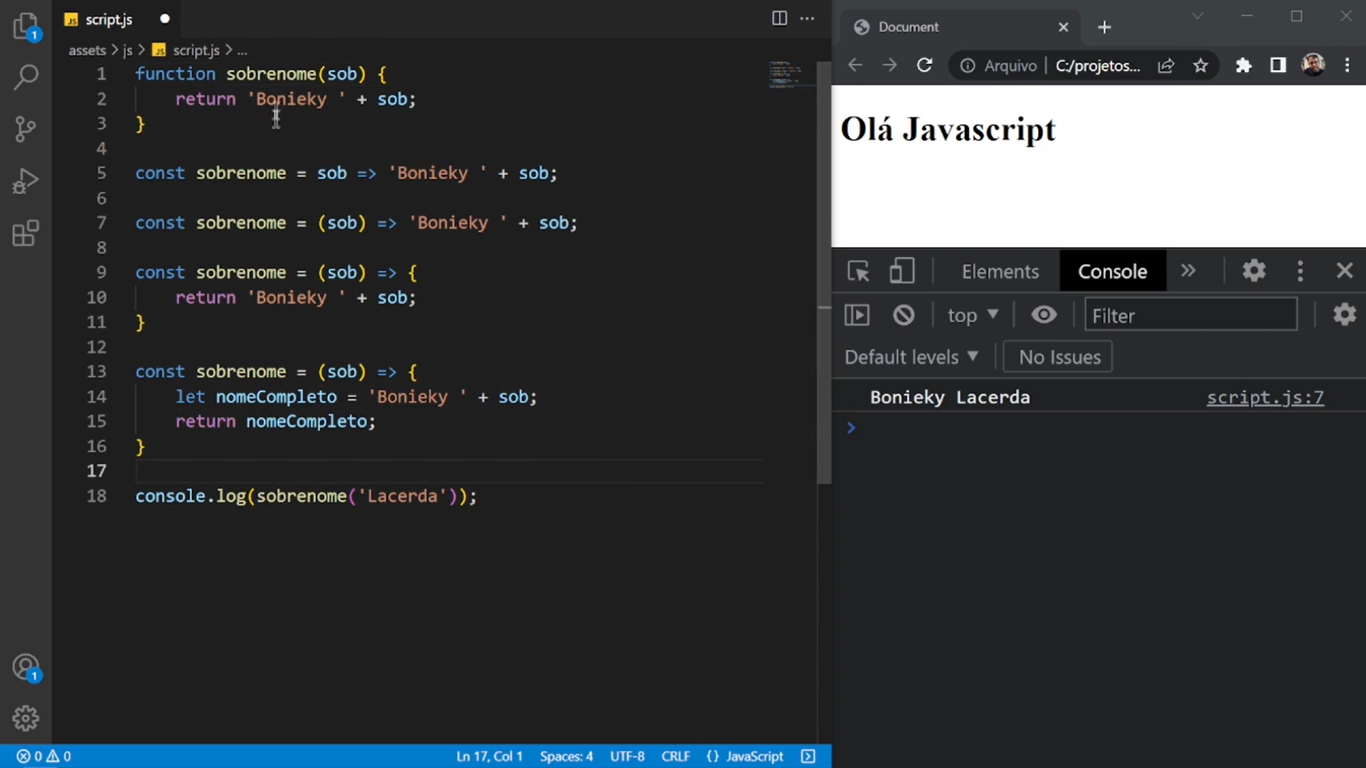 JS script.js
assets > js > JS script.js > ...
1 function sobrenome(sob) {
2 return 'Bonieky ' + sob;
3 }
4
5 const sobrenome = sob => 'Bonieky ' + sob;
6
7 const sobrenome = (sob) => 'Bonieky ' + sob;
8
9 const sobrenome = (sob) => {
10 return 'Bonieky ' + sob;
11 }
12
13 const sobrenome = (sob) => {
14 let nomeCompleto = 'Bonieky ' + sob;
15 return nomeCompleto;
16 }
17
18 console.log(sobrenome('Lacerda'));
1
1
0 0
Ln 17, Col 1 Spaces: 4 UTF-8 CRLF {} JavaScript
Document
Arquivo | C:/projetos...
Olá Javascript
Elements Console
top Filter
Default levels No Issues
Bonieky Lacerda script.js:7